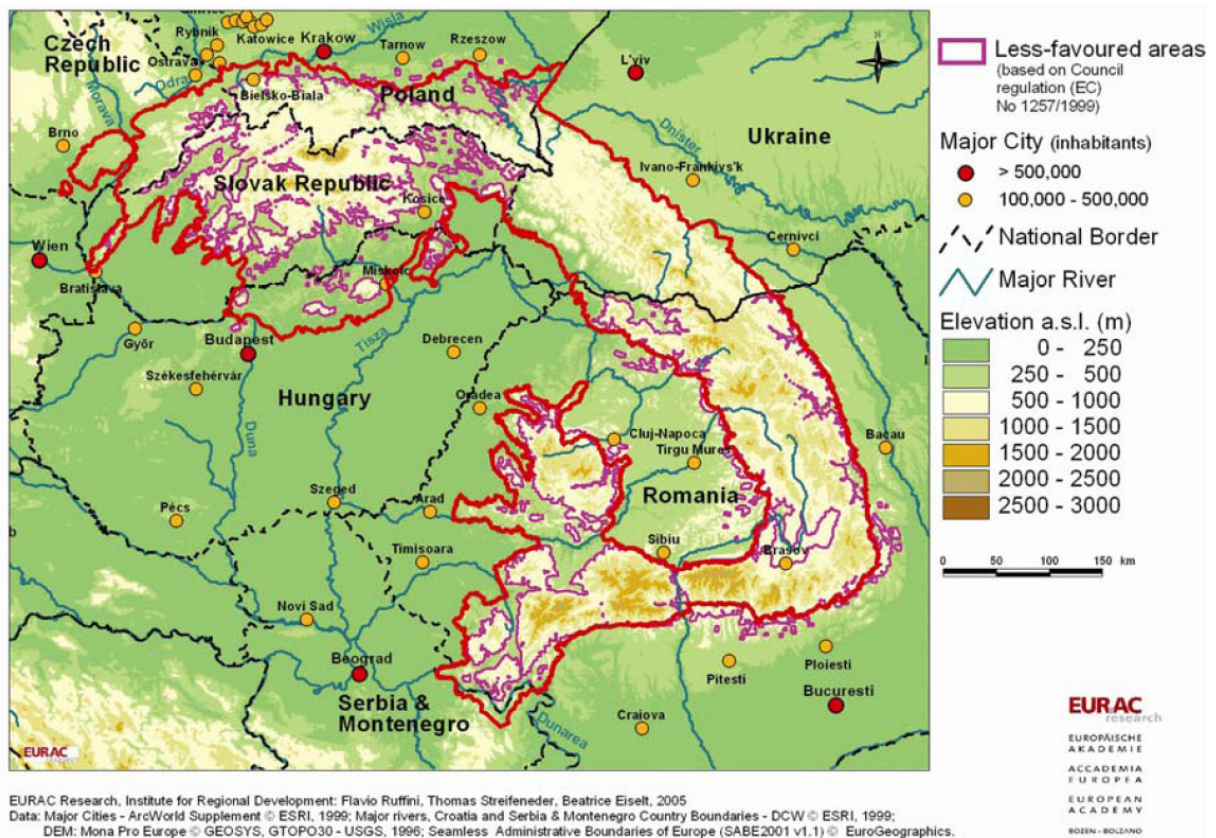 Gliwice
Rybnik
Katowice
Krakow
Wisla
Tarnow
Rzeszow
L'viv
Czech
Republic
Ostrava
Odra
Morava
Bielsko-Biala
Poland
Ukraine
Dnister
Brno
Ivano-Frankivs'k
Slovak Republic
Kosice
Cernivci
Wien
Bratislava
Miskolc
Tisza
Györ
Budapest
Debrecen
Székesfehérvár
Hungary
Oradea
Duna
Cluj-Napoca
Tirgu Mures
Bacau
Szeged
Arad
Romania
Pécs
Timisoara
Sibiu
Brasov
Novi Sad
Beograd
Ploiesti
Pitesti
Serbia &
Montenegro
Bucuresti
Dunarea
Craiova
EURAC
research
Less-favoured areas
(based on Council
regulation (EC)
No 1257/1999)
Major City (inhabitants)
> 500,000
100,000 - 500,000
National Border
Major River
Elevation a.s.l. (m)
0 - 250
250 - 500
500 - 1000
1000 - 1500
1500 - 2000
2000 - 2500
2500 - 3000
0 50 100 150 km
EURAC
research
EUROPÄISCHE
AKADEMIE
ACCADEMIA
EUROPEA
EUROPEAN
ACADEMY
BOZEN - BOLZANO
EURAC Research, Institute for Regional Development: Flavio Ruffini, Thomas Streifeneder, Beatrice Eiselt, 2005
Data: Major Cities - ArcWorld Supplement © ESRI, 1999; Major rivers, Croatia and Serbia & Montenegro Country Boundaries - DCW © ESRI, 1999;
DEM: Mona Pro Europe © GEOSYS, GTOPO30 - USGS, 1996; Seamless Administrative Boundaries of Europe (SABE2001 v1.1) © EuroGeographics.